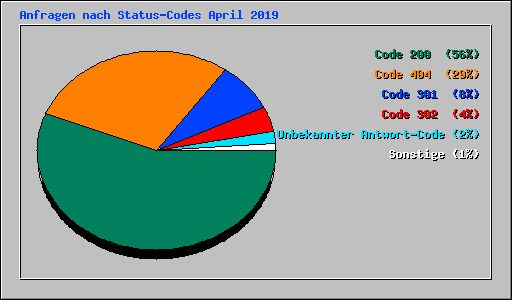 Anfragen nach Status-Codes April 2019
Code 200 (56%)
Code 404 (29%)
Code 301 (8%)
Code 302 (4%)
Unbekannter Antwort-Code (2%)
Sonstige (1%)